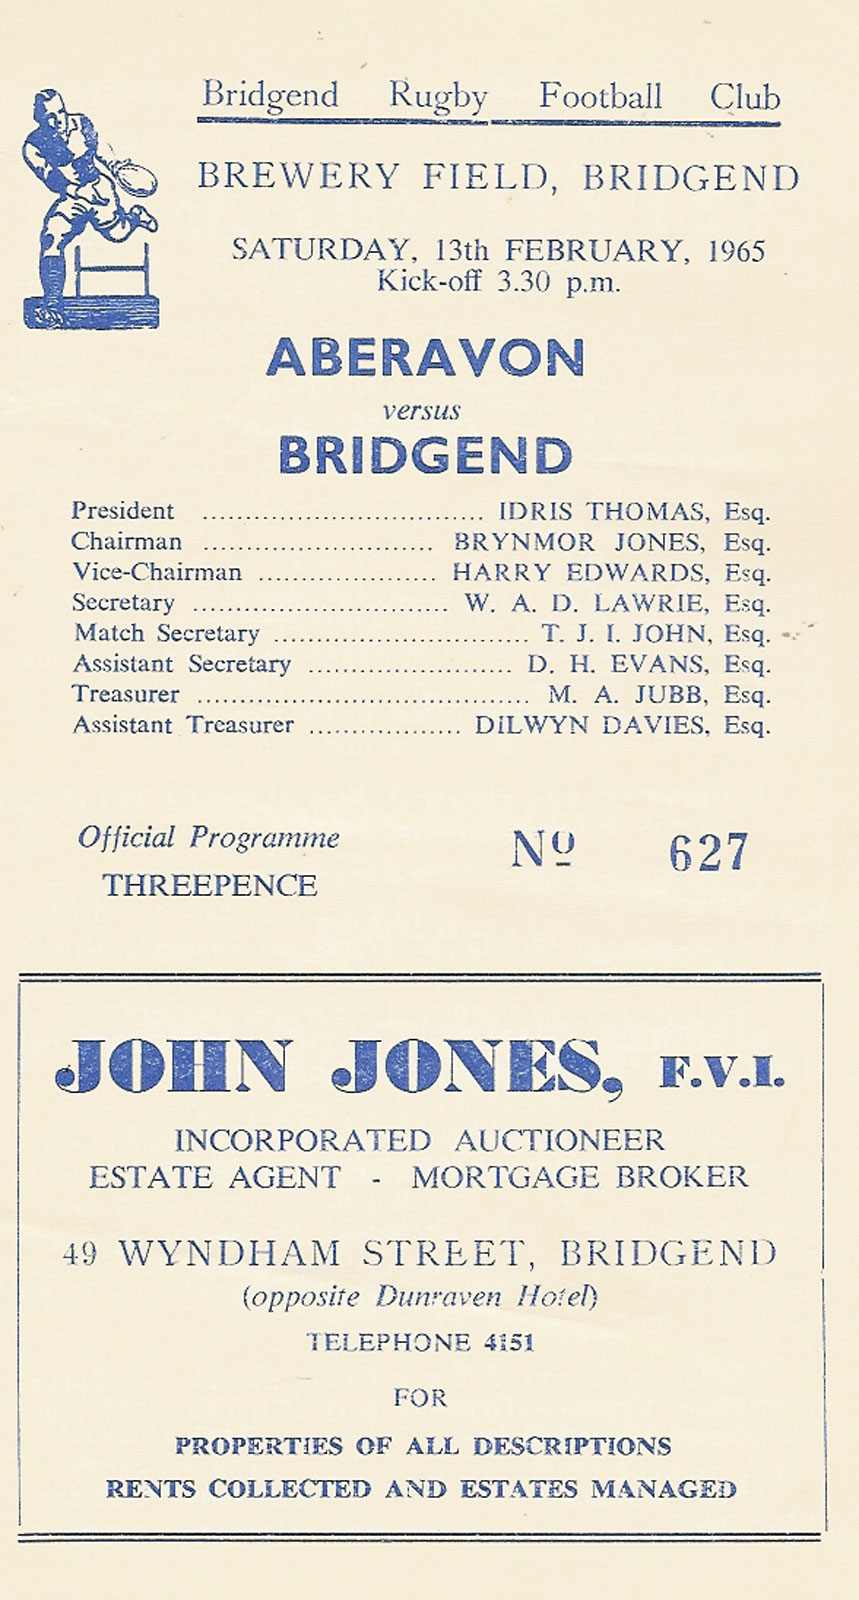 Bridgend Rugby Football Club
BREWERY FIELD, BRIDGEND
SATURDAY, 13th FEBRUARY, 1965
Kick-off 3.30 p.m.
ABERAVON
versus
BRIDGEND
President ................................ IDRIS THOMAS, Esq.
Chairman .......................... BRYNMOR JONES, Esq.
Vice-Chairman .................... HARRY EDWARDS, Esq.
Secretary ............................. W. A. D. LAWRIE, Esq.
Match Secretary ............................. T. J. I. JOHN, Esq.
Assistant Secretary ....................... D. H. EVANS, Esq.
Treasurer ...................................... M. A. JUBB, Esq.
Assistant Treasurer ................. DiLWYN DAVIES, Esq.
Official Programme
THREEPENCE
Nº 627
JOHN JONES, F.V.I.
INCORPORATED AUCTIONEER
ESTATE AGENT - MORTGAGE BROKER
49 WYNDHAM STREET, BRIDGEND
(opposite Dunraven Hotel)
TELEPHONE 4151
FOR
PROPERTIES OF ALL DESCRIPTIONS
RENTS COLLECTED AND ESTATES MANAGED